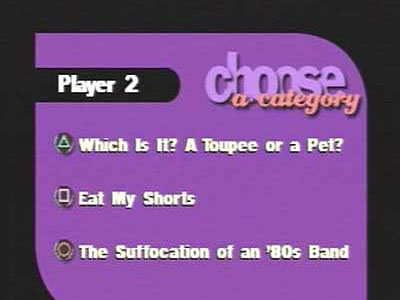 Player 2
choose
a category
Which Is It? A Toupee or a Pet?
Eat My Shorts
The Suffocation of an '80s Band